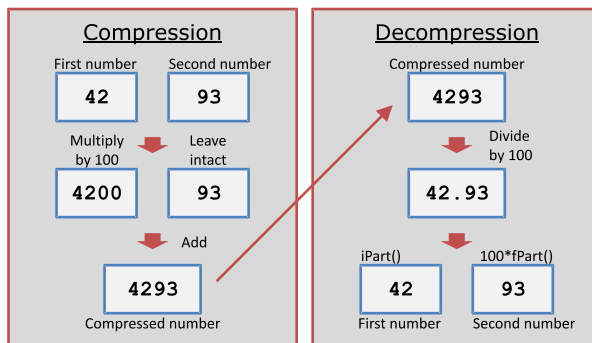 Compression
First number
Second number
42
93
Multiply
by 100
Leave
intact
4200
93
Add
4293
Compressed number
Decompression
Compressed number
4293
Divide
by 100
42.93
iPart()
100*fPart()
42
93
First number
Second number